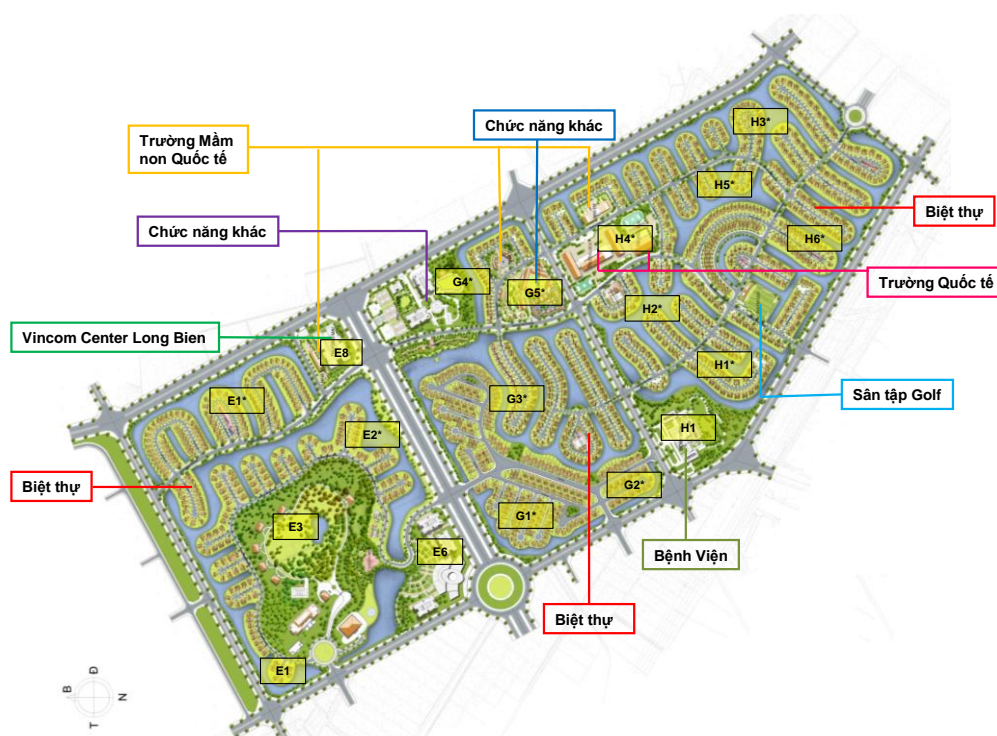 Trường Mầm
non Quốc tế
Chức năng khác
H3*
H5*
Biệt thự
Chức năng khác
H4*
H6*
G4*
Trường Quốc tế
G5*
H2*
Vincom Center Long Bien
E8
H1*
E1*
G3*
Sân tập Golf
E2*
H1
Biệt thự
G2*
G1*
E3
E6
Bệnh Viện
Biệt thự
E1
Đ
B
N
T